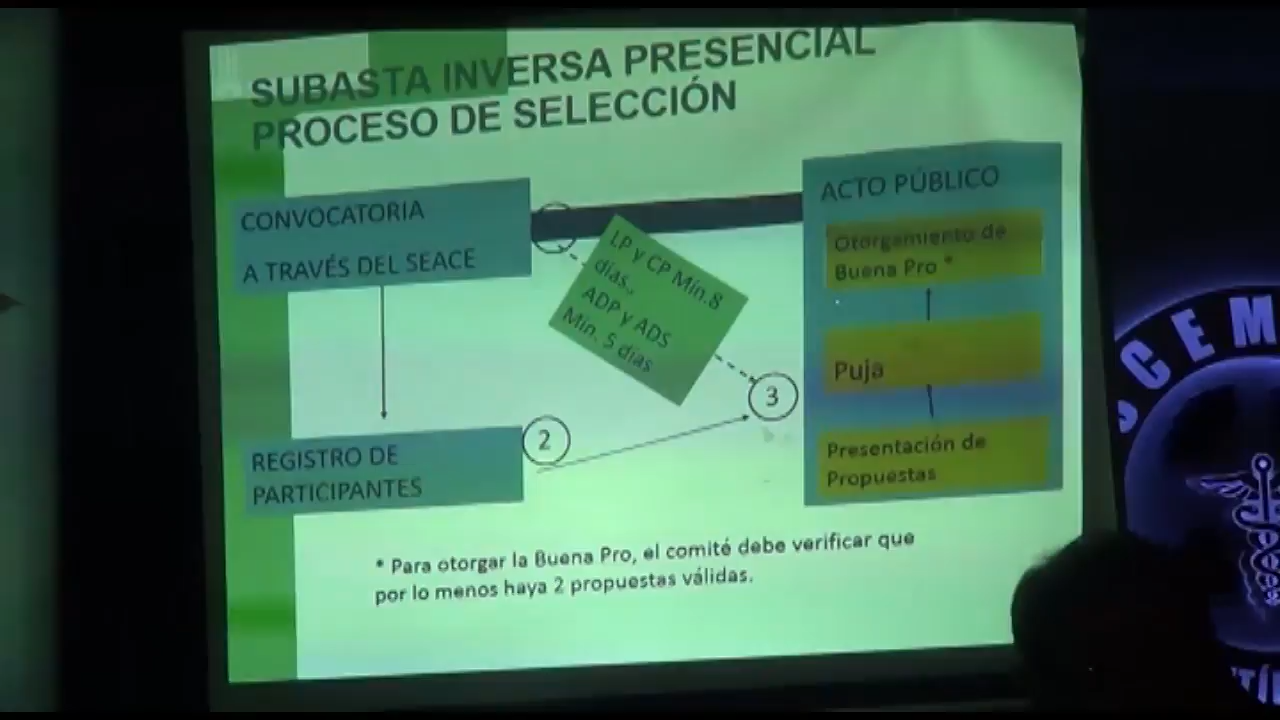 SUBASTA INVERSA PRESENCIAL
PROCESO DE SELECCIÓN
CONVOCATORIA
A TRAVÉS DEL SEACE
LP y CP Mín.8
días.,
ADP y ADS
Mín. 5 días
ACTO PÚBLICO
Otorgamiento de
Buena Pro *
Puja
Presentación de
Propuestas
3
2
REGISTRO DE
PARTICIPANTES
* Para otorgar la Buena Pro, el comité debe verificar que
por lo menos haya 2 propuestas válidas.
CEM